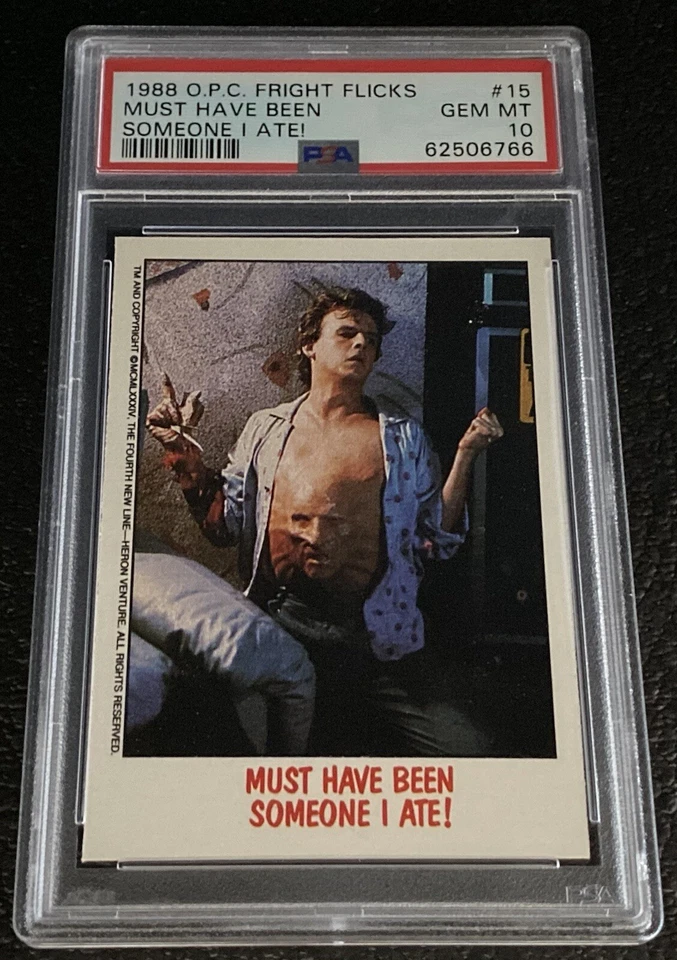 1988 O.P.C. FRIGHT FLICKS #15
MUST HAVE BEEN GEM MT
SOMEONE I ATE! 10
PSA 62506766
TM AND COPYRIGHT © MCMLXXXIV, THE FOURTH NEW LINE—HERON VENTURE. ALL RIGHTS RESERVED.
MUST HAVE BEEN
SOMEONE I ATE!
PSA